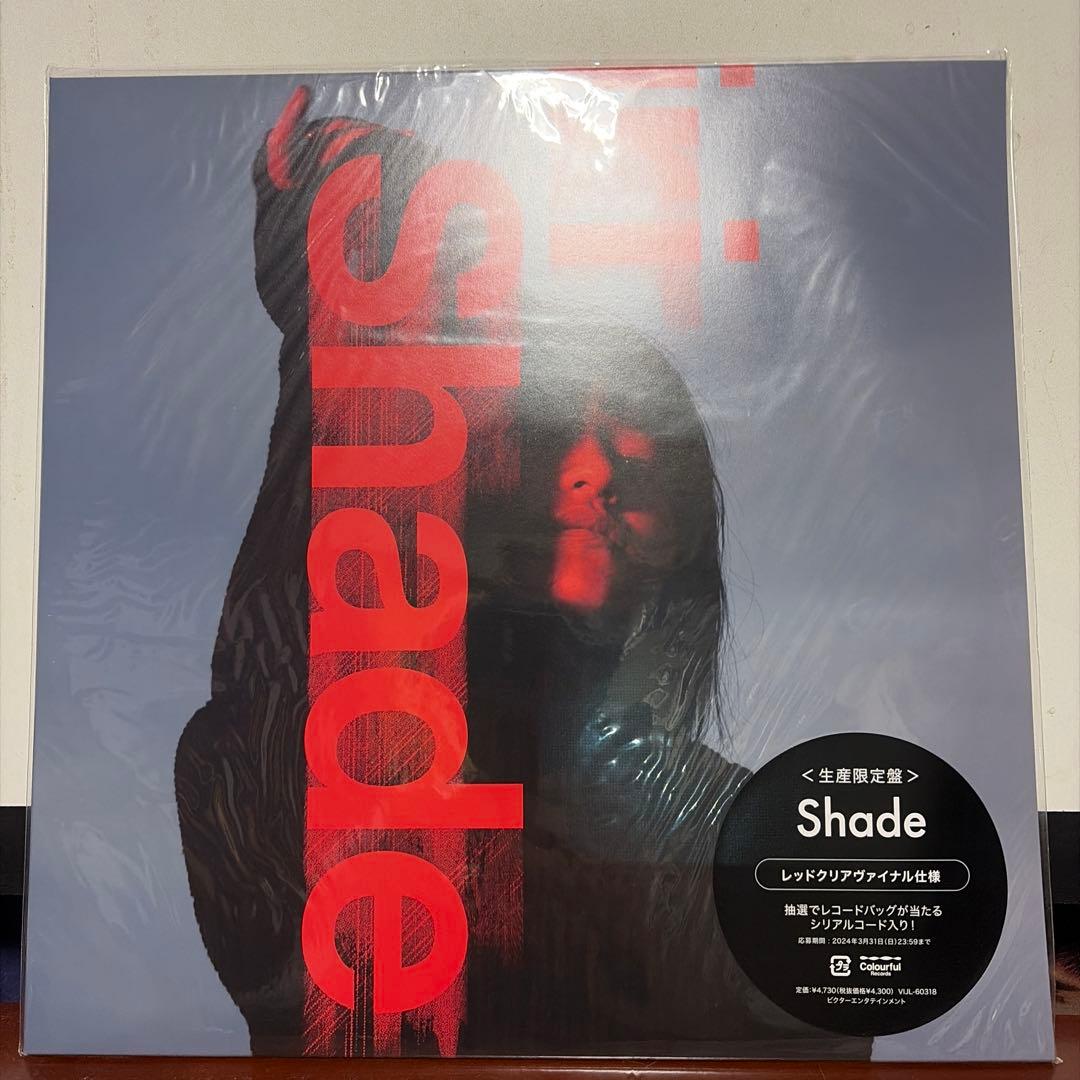 iri
Shade
<生産限定盤>
Shade
レッドクリアヴァイナル仕様
抽選でレコードバッグが当たる
シリアルコード入り!
応募期間:2024年3月31日(日)23:59まで
プラ
Colourful
Records
定価:¥4,730(税抜価格¥4,300) VIJL-60318
ビクターエンタテインメント